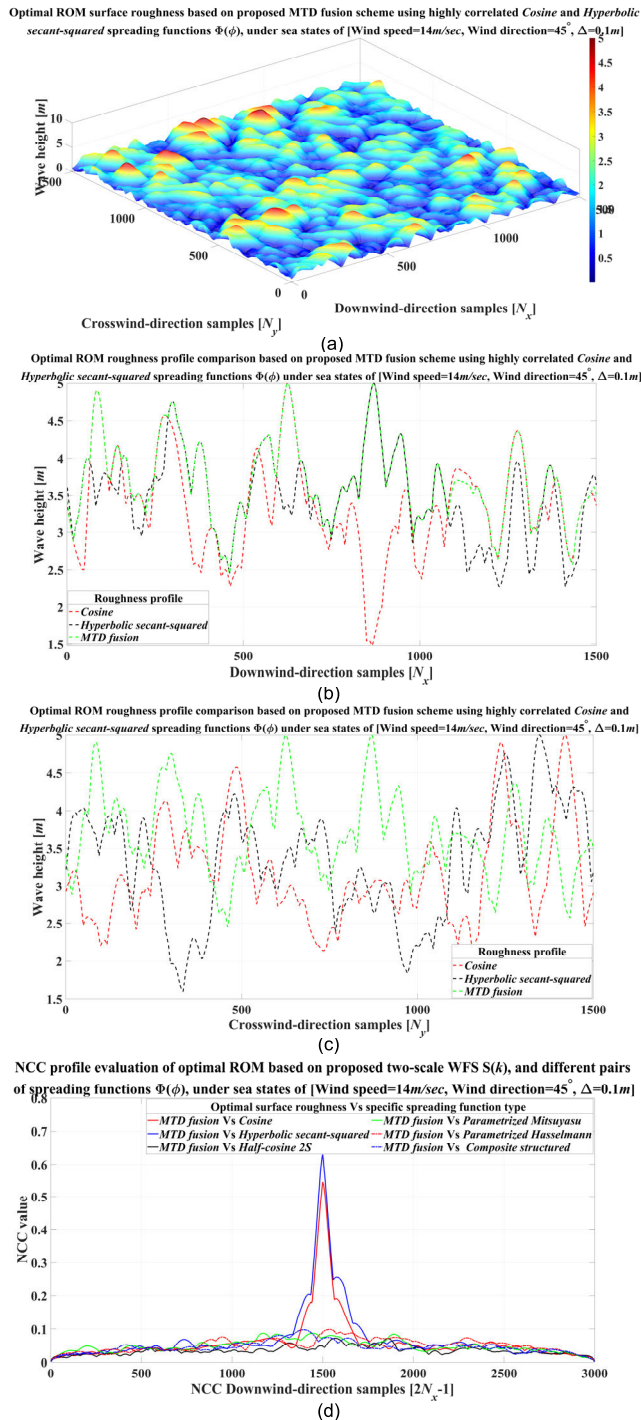 Optimal ROM surface roughness based on proposed MTD fusion scheme using highly correlated Cosine and Hyperbolic
secant-squared spreading functions Φ(ϕ), under sea states of [Wind speed=14m/sec, Wind direction=45°, Δ=0.1m]
Wave height [m]
10
5
0
1000
500
0
0
500
1000
Crosswind-direction samples [N_y]
Downwind-direction samples [N_x]
5
4.5
4
3.5
3
2.5
2
1.5
1
0.5
(a)
Optimal ROM roughness profile comparison based on proposed MTD fusion scheme using highly correlated Cosine and
Hyperbolic secant-squared spreading functions Φ(ϕ) under sea states of [Wind speed=14m/sec, Wind direction=45°, Δ=0.1m]
Wave height [m]
5
4.5
4
3.5
3
2.5
2
1.5
Roughness profile
Cosine
Hyperbolic secant-squared
MTD fusion
0
500
1000
1500
Downwind-direction samples [N_x]
(b)
Optimal ROM roughness profile comparison based on proposed MTD fusion scheme using highly correlated Cosine and
Hyperbolic secant-squared spreading functions Φ(ϕ) under sea states of [Wind speed=14m/sec, Wind direction=45°, Δ=0.1m]
Wave height [m]
5
4.5
4
3.5
3
2.5
2
1.5
Roughness profile
Cosine
Hyperbolic secant-squared
MTD fusion
0
500
1000
1500
Crosswind-direction samples [N_y]
(c)
NCC profile evaluation of optimal ROM based on proposed two-scale WFS S(k), and different pairs
of spreading functions Φ(ϕ), under sea states of [Wind speed=14m/sec, Wind direction=45°, Δ=0.1m]
Optimal surface roughness Vs specific spreading function type
MTD fusion Vs Cosine
MTD fusion Vs Hyperbolic secant-squared
MTD fusion Vs Half-cosine 2S
MTD fusion Vs Parametrized Mitsuyasu
MTD fusion Vs Parametrized Hasselmann
MTD fusion Vs Composite structured
NCC value
0.8
0.7
0.6
0.5
0.4
0.3
0.2
0.1
0
0
500
1000
1500
2000
2500
3000
NCC Downwind-direction samples [2N_x-1]
(d)